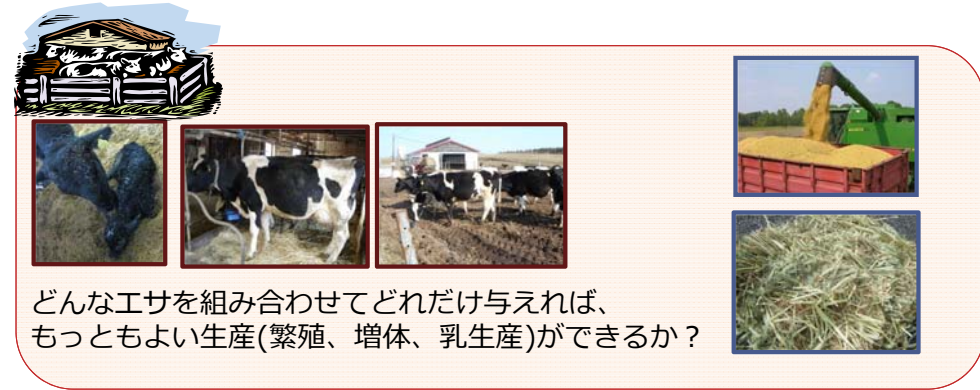 どんなエサを組み合わせてどれだけ与えれば、
もっともよい生産(繁殖、増体、乳生産)ができるか？